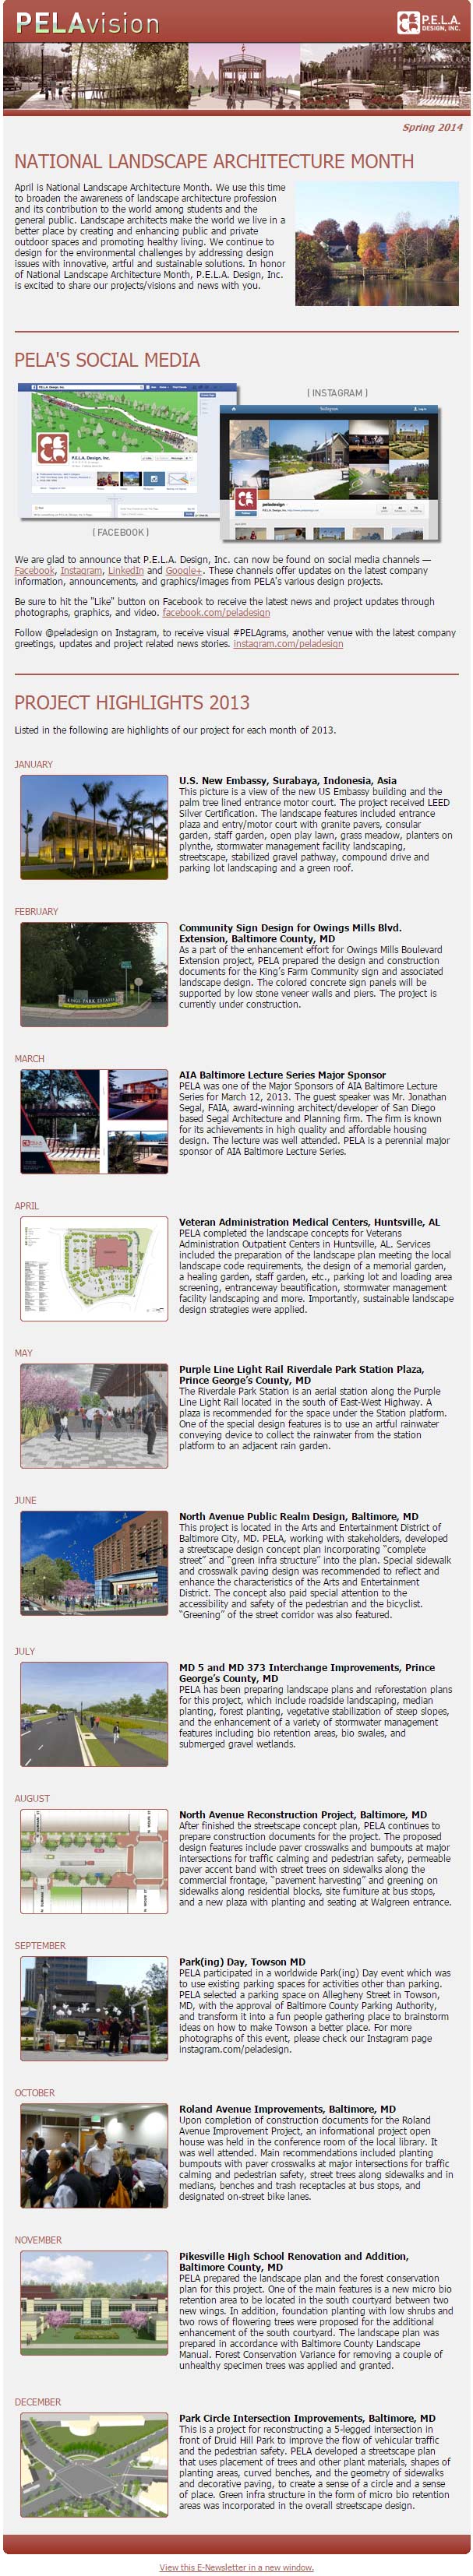 PELAvision
P.E.L.A.
DESIGN, INC.
Spring 2014
NATIONAL LANDSCAPE ARCHITECTURE MONTH
April is National Landscape Architecture Month. We use this time
to broaden the awareness of landscape architecture profession
and its contribution to the world among students and the
general public. Landscape architects make the world we live in a
better place by creating and enhancing public and private
outdoor spaces and promoting healthy living. We continue to
design for the environmental challenges by addressing design
issues with innovative, artful and sustainable solutions. In honor
of National Landscape Architecture Month, P.E.L.A. Design, Inc.
is excited to share our projects/visions and news with you.
PELA'S SOCIAL MEDIA
( INSTAGRAM )
P.E.L.A. Design, Inc.
Instagram
peladesign
( FACEBOOK )
We are glad to announce that P.E.L.A. Design, Inc. can now be found on social media channels —
Facebook, Instagram, LinkedIn and Google+. These channels offer updates on the latest company
information, announcements, and graphics/images from PELA's various design projects.
Be sure to hit the "Like" button on Facebook to receive the latest news and project updates through
photographs, graphics, and video. facebook.com/peladesign
Follow @peladesign on Instagram, to receive visual #PELAgrams, another venue with the latest company
greetings, updates and project related news stories. instagram.com/peladesign
PROJECT HIGHLIGHTS 2013
Listed in the following are highlights of our project for each month of 2013.
JANUARY
U.S. New Embassy, Surabaya, Indonesia, Asia
This picture is a view of the new US Embassy building and the
palm tree lined entrance motor court. The project received LEED
Silver Certification. The landscape features included entrance
plaza and entry/motor court with granite pavers, consular
garden, staff garden, open play lawn, grass meadow, planters on
plynthe, stormwater management facility landscaping,
streetscape, stabilized gravel pathway, compound drive and
parking lot landscaping and a green roof.
FEBRUARY
Community Sign Design for Owings Mills Blvd.
Extension, Baltimore County, MD
As a part of the enhancement effort for Owings Mills Boulevard
Extension project, PELA prepared the design and construction
documents for the King's Farm Community sign and associated
landscape design. The colored concrete sign panels will be
supported by low stone veneer walls and piers. The project is
currently under construction.
KINGS PARK ESTATES
MARCH
AIA Baltimore Lecture Series Major Sponsor
PELA was one of the Major Sponsors of AIA Baltimore Lecture
Series for March 12, 2013. The guest speaker was Mr. Jonathan
Segal, FAIA, award-winning architect/developer of San Diego
based Segal Architecture and Planning firm. The firm is known
for its achievements in high quality and affordable housing
design. The lecture was well attended. PELA is a perennial major
sponsor of AIA Baltimore Lecture Series.
APRIL
Veteran Administration Medical Centers, Huntsville, AL
PELA completed the landscape concepts for Veterans
Administration Outpatient Centers in Huntsville, AL. Services
included the preparation of the landscape plan meeting the local
landscape code requirements, the design of a memorial garden,
a healing garden, staff garden, etc., parking lot and loading area
screening, entranceway beautification, stormwater management
facility landscaping and more. Importantly, sustainable landscape
design strategies were applied.
MAY
Purple Line Light Rail Riverdale Park Station Plaza,
Prince George's County, MD
The Riverdale Park Station is an aerial station along the Purple
Line Light Rail located in the south of East-West Highway. A
plaza is recommended for the space under the Station platform.
One of the special design features is to use an artful rainwater
conveying device to collect the rainwater from the station
platform to an adjacent rain garden.
JUNE
North Avenue Public Realm Design, Baltimore, MD
This project is located in the Arts and Entertainment District of
Baltimore City, MD. PELA, working with stakeholders, developed
a streetscape design concept plan incorporating "complete
street" and "green infra structure" into the plan. Special sidewalk
and crosswalk paving design was recommended to reflect and
enhance the characteristics of the Arts and Entertainment
District. The concept also paid special attention to the
accessibility and safety of the pedestrian and the bicyclist.
"Greening" of the street corridor was also featured.
JULY
MD 5 and MD 373 Interchange Improvements, Prince
George's County, MD
PELA has been preparing landscape plans and reforestation plans
for this project, which include roadside landscaping, median
planting, forest planting, vegetative stabilization of steep slopes,
and the enhancement of a variety of stormwater management
features including bio retention areas, bio swales, and
submerged gravel wetlands.
AUGUST
North Avenue Reconstruction Project, Baltimore, MD
After finished the streetscape concept plan, PELA continues to
prepare construction documents for the project. The proposed
design features include paver crosswalks and bumpouts at major
intersections for traffic calming and pedestrian safety, permeable
paver accent band with street trees on sidewalks along the
commercial frontage, "pavement harvesting" and greening on
sidewalks along residential blocks, site furniture at bus stops,
and a new plaza with planting and seating at Walgreen entrance.
SEPTEMBER
Park(ing) Day, Towson MD
PELA participated in a worldwide Park(ing) Day event which was
to use existing parking spaces for activities other than parking.
PELA selected a parking space on Allegheny Street in Towson,
MD, with the approval of Baltimore County Parking Authority,
and transform it into a fun people gathering place to brainstorm
ideas on how to make Towson a better place. For more
photographs of this event, please check our Instagram page
instagram.com/peladesign.
OCTOBER
Roland Avenue Improvements, Baltimore, MD
Upon completion of construction documents for the Roland
Avenue Improvement Project, an informational project open
house was held in the conference room of the local library. It
was well attended. Main recommendations included planting
bumpouts with paver crosswalks at major intersections for traffic
calming and pedestrian safety, street trees along sidewalks and in
medians, benches and trash receptacles at bus stops, and
designated on-street bike lanes.
NOVEMBER
Pikesville High School Renovation and Addition,
Baltimore County, MD
PELA prepared the landscape plan and the forest conservation
plan for this project. One of the main features is a new micro bio
retention area to be located in the south courtyard between two
new wings. In addition, foundation planting with low shrubs and
two rows of flowering trees were proposed for the additional
enhancement of the south courtyard. The landscape plan was
prepared in accordance with Baltimore County Landscape
Manual. Forest Conservation Variance for removing a couple of
unhealthy specimen trees was applied and granted.
DECEMBER
Park Circle Intersection Improvements, Baltimore, MD
This is a project for reconstructing a 5-legged intersection in
front of Druid Hill Park to improve the flow of vehicular traffic
and the pedestrian safety. PELA developed a streetscape plan
that uses placement of trees and other plant materials, shapes of
planting areas, curved benches, and the geometry of sidewalks
and decorative paving, to create a sense of a circle and a sense
of place. Green infra structure in the form of micro bio retention
areas was incorporated in the overall streetscape design.
View this E-Newsletter in a new window.